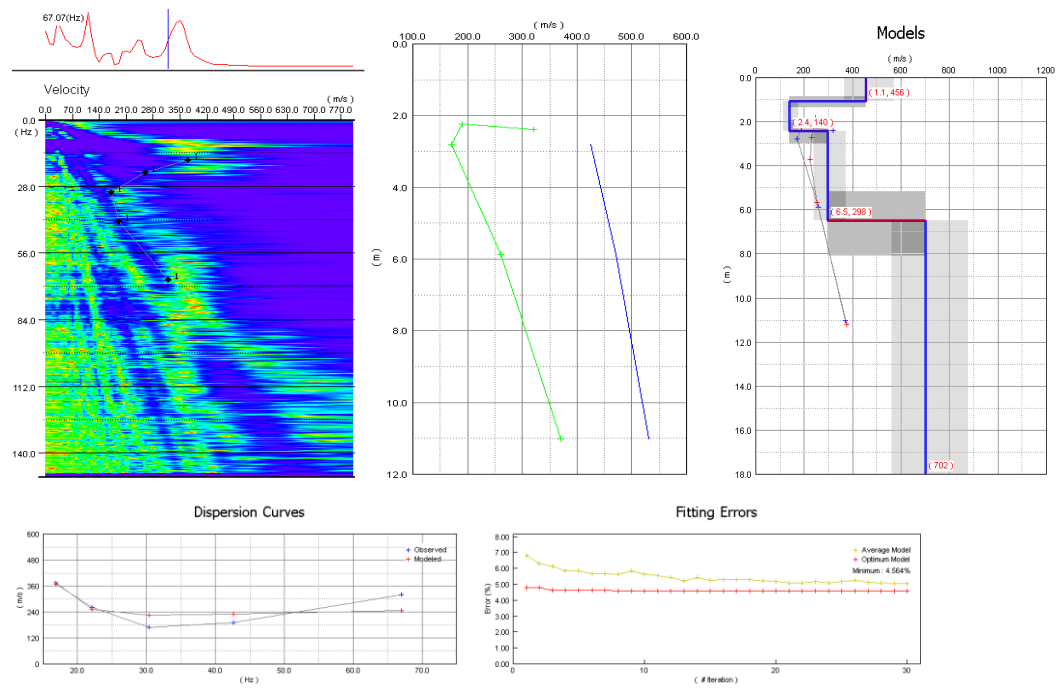 67.07(Hz)
Velocity
( m/s )
0.0 70.0 140.0 210.0 280.0 350.0 420.0 490.0 560.0 630.0 700.0 770.0
0.0
( Hz )
28.0
56.0
84.0
112.0
140.0
1
1
1
1
1
( m/s )
100.0 200.0 300.0 400.0 500.0 600.0
0.0
2.0
4.0
6.0
8.0
10.0
12.0
( m )
Models
( m/s )
0 200 400 600 800 1000 1200
0.0
2.0
4.0
6.0
8.0
10.0
12.0
14.0
16.0
18.0
( m )
( 1.1, 456)
( 2.4, 140)
( 6.5, 298)
( 702)
Dispersion Curves
600
480
360
240
120
0
( m/s )
Observed
Modeled
20.0 30.0 40.0 50.0 60.0 70.0
( Hz )
Fitting Errors
8.00
7.00
6.00
5.00
4.00
3.00
2.00
1.00
0.00
Error (%)
Average Model
Optimum Model
Minimum : 4.564%
0 10 20 30
( # Iteration )